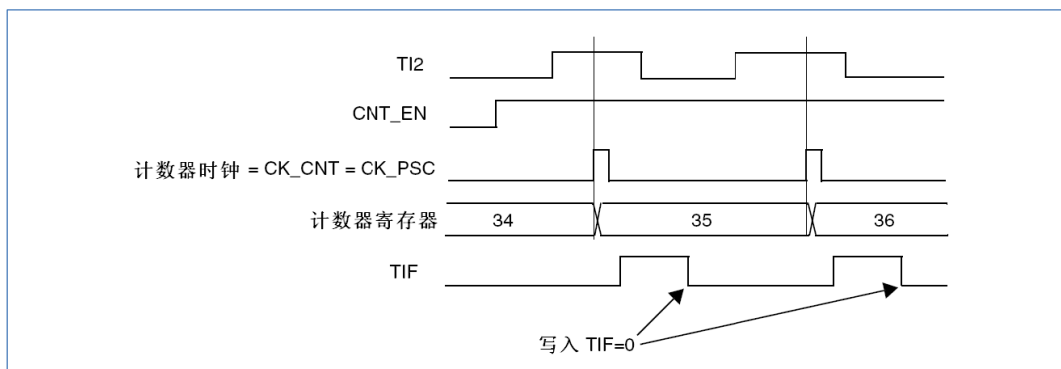 TI2
CNT_EN
计数器时钟 = CK_CNT = CK_PSC
计数器寄存器 34 35 36
TIF
写入 TIF=0